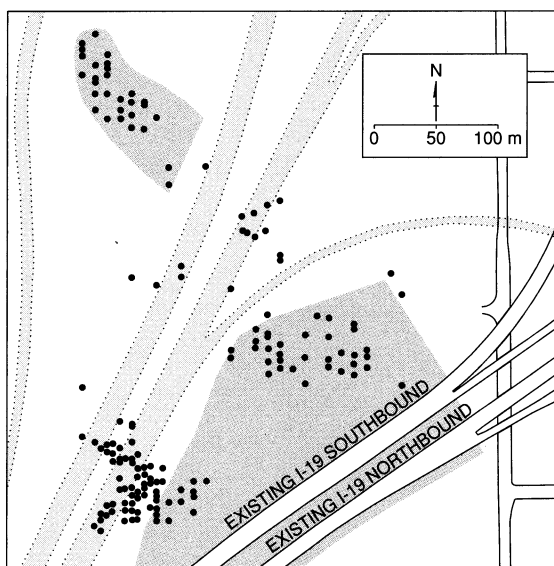 N
0 50 100 m
EXISTING I-19 SOUTHBOUND
EXISTING I-19 NORTHBOUND